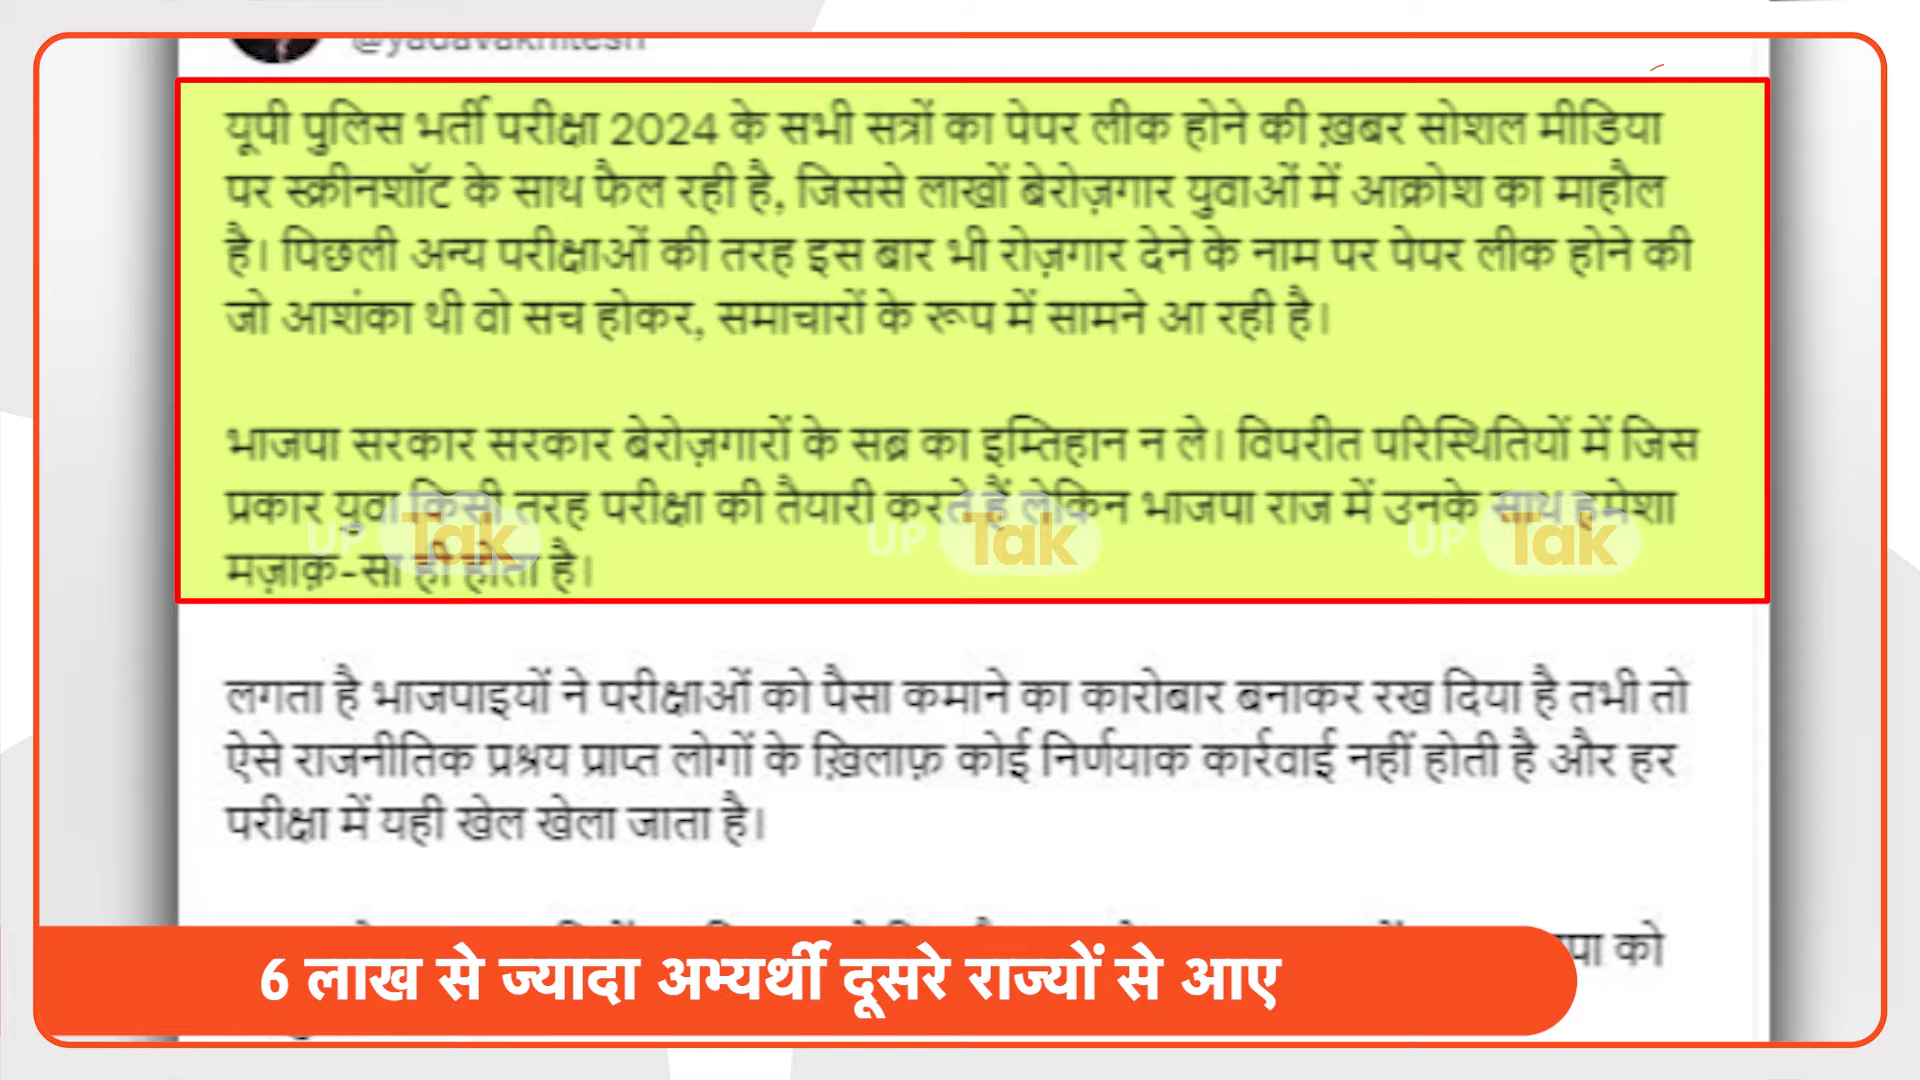 @yadavakhilesh
यूपी पुलिस भर्ती परीक्षा 2024 के सभी सत्रों का पेपर लीक होने की ख़बर सोशल मीडिया
पर स्क्रीनशॉट के साथ फैल रही है, जिससे लाखों बेरोज़गार युवाओं में आक्रोश का माहौल
है। पिछली अन्य परीक्षाओं की तरह इस बार भी रोज़गार देने के नाम पर पेपर लीक होने की
जो आशंका थी वो सच होकर, समाचारों के रूप में सामने आ रही है।
भाजपा सरकार सरकार बेरोज़गारों के सब्र का इम्तिहान न ले। विपरीत परिस्थितियों में जिस
प्रकार युवा किसी तरह परीक्षा की तैयारी करते हैं लेकिन भाजपा राज में उनके साथ हमेशा
मज़ाक़-सा ही होता है।
UP Tak UP Tak UP Tak
लगता है भाजपाइयों ने परीक्षाओं को पैसा कमाने का कारोबार बनाकर रख दिया है तभी तो
ऐसे राजनीतिक प्रश्रय प्राप्त लोगों के ख़िलाफ़ कोई निर्णयाक कार्रवाई नहीं होती है और हर
परीक्षा में यही खेल खेला जाता है।
को
6 लाख से ज्यादा अभ्यर्थी दूसरे राज्यों से आए